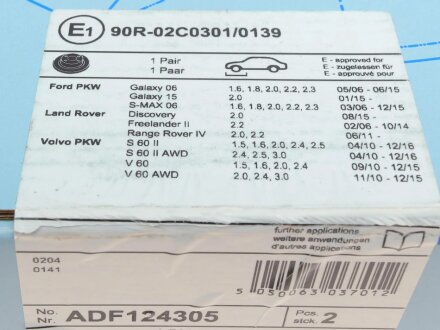 E1 90R-02C0301/0139
1 Pair
1 Paar
E - approved for
E - zugelassen für
E - approuvé pour
Ford PKW Galaxy 06 1.6, 1.8, 2.0, 2.2, 2.3 05/06 - 06/15
Galaxy 15 2.0 01/15 -
S-MAX 06 1.6, 1.8, 2.0, 2.2, 2.3 03/06 - 12/15
Land Rover Discovery 2.0 08/15 -
Freelander II 2.2 02/06 - 10/14
Range Rover IV 2.0, 2.2 06/11 -
Volvo PKW S 60 II 1.5, 1.6, 2.0, 2.4, 2.5 04/10 - 12/16
S 60 II AWD 2.4, 2.5, 3.0 04/10 - 12/16
V 60 1.5, 1.6, 2.0, 2.4 09/10 - 12/15
V 60 AWD 2.0, 2.4, 3.0 11/10 - 12/15
further applications
weitere anwendungen
d'autres applications
0204
0141
5050063037012
No.
Nr. ADF124305
Pcs.
stck. 2